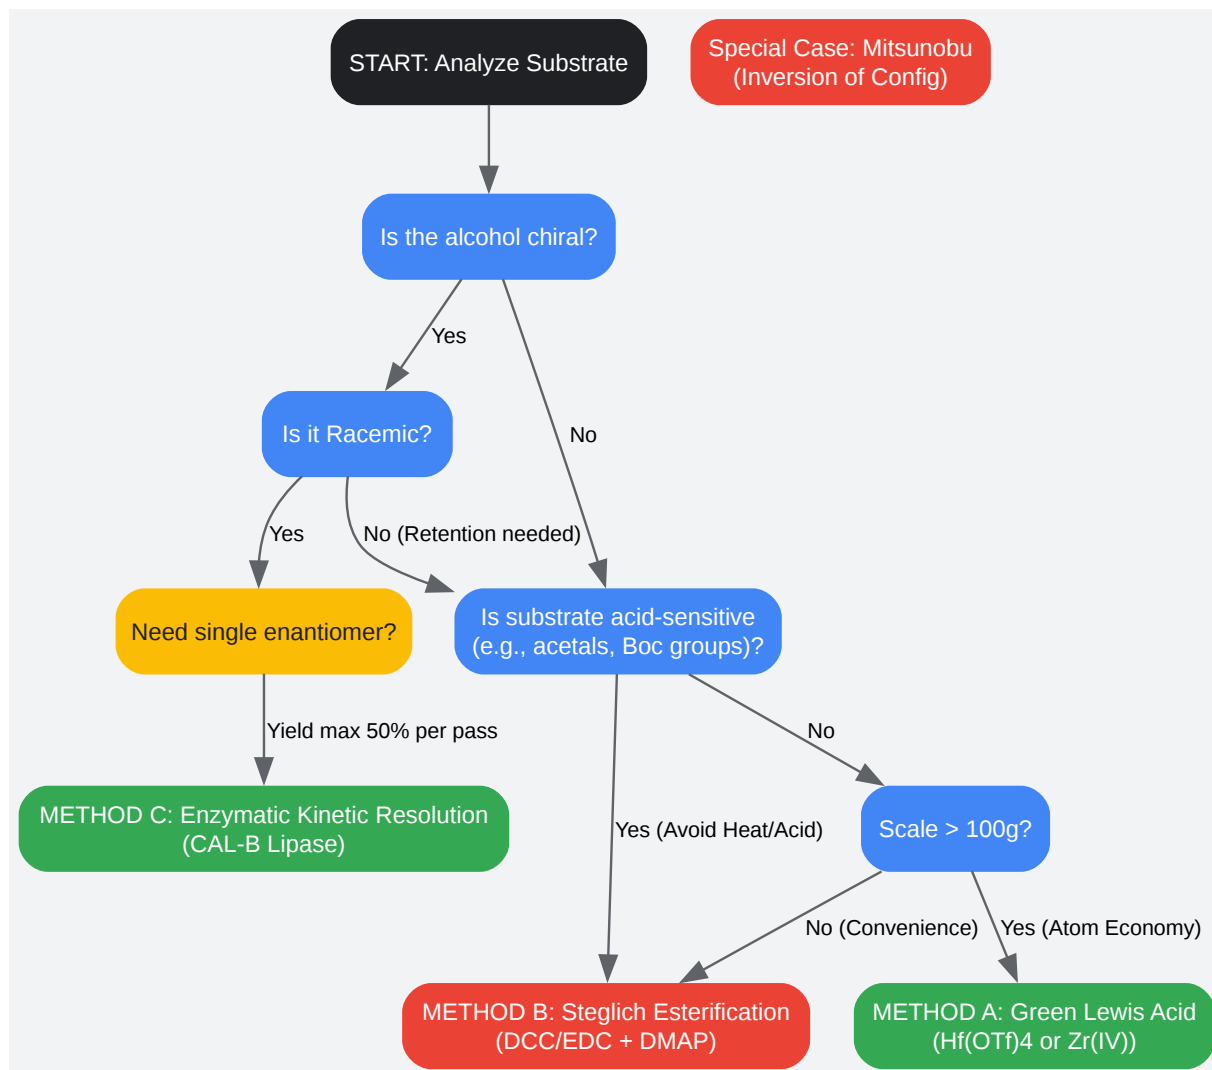 START: Analyze Substrate
Special Case: Mitsunobu
(Inversion of Config)
Is the alcohol chiral?
Yes
Is it Racemic?
No
Yes
No (Retention needed)
Need single enantiomer?
Is substrate acid-sensitive
(e.g., acetals, Boc groups)?
Yield max 50% per pass
No
METHOD C: Enzymatic Kinetic Resolution
(CAL-B Lipase)
Yes (Avoid Heat/Acid)
Scale > 100g?
No (Convenience)
Yes (Atom Economy)
METHOD B: Steglich Esterification
(DCC/EDC + DMAP)
METHOD A: Green Lewis Acid
(Hf(OTf)4 or Zr(IV))